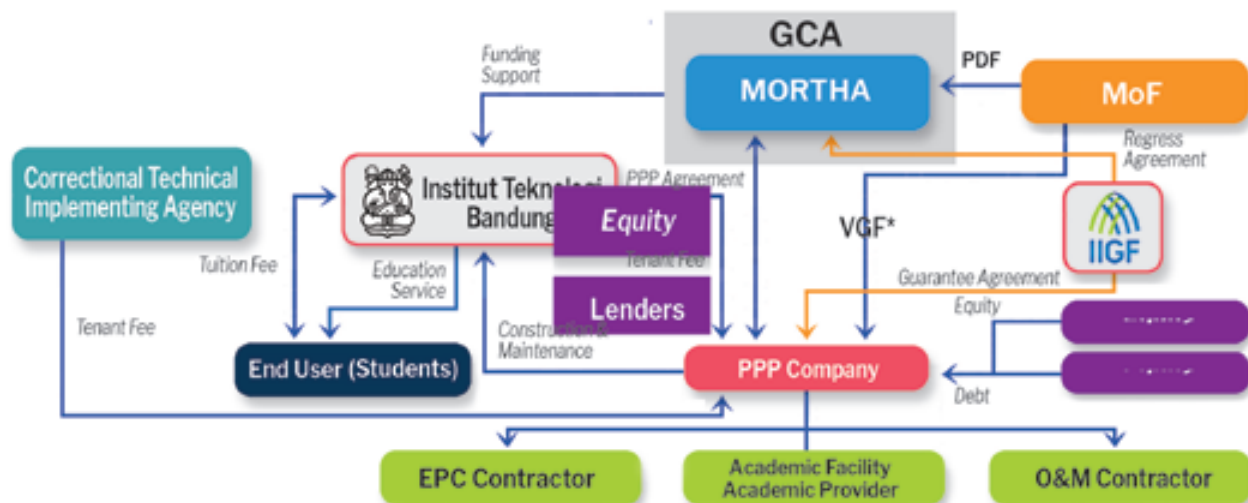 GCA
Funding
Support
MORTHA
PDF
MoF
Regress
Agreement
Correctional Technical
Implementing Agency
Institut Teknologi
Bandung
PPP Agreement
Equity
VGF*
IIGF
Tuition Fee
Education
Service
Tenant Fee
Guarantee Agreement
Equity
Lenders
Tenant Fee
Construction &
Maintenance
End User (Students)
PPP Company
Debt
EPC Contractor
Academic Facility
Academic Provider
O&M Contractor